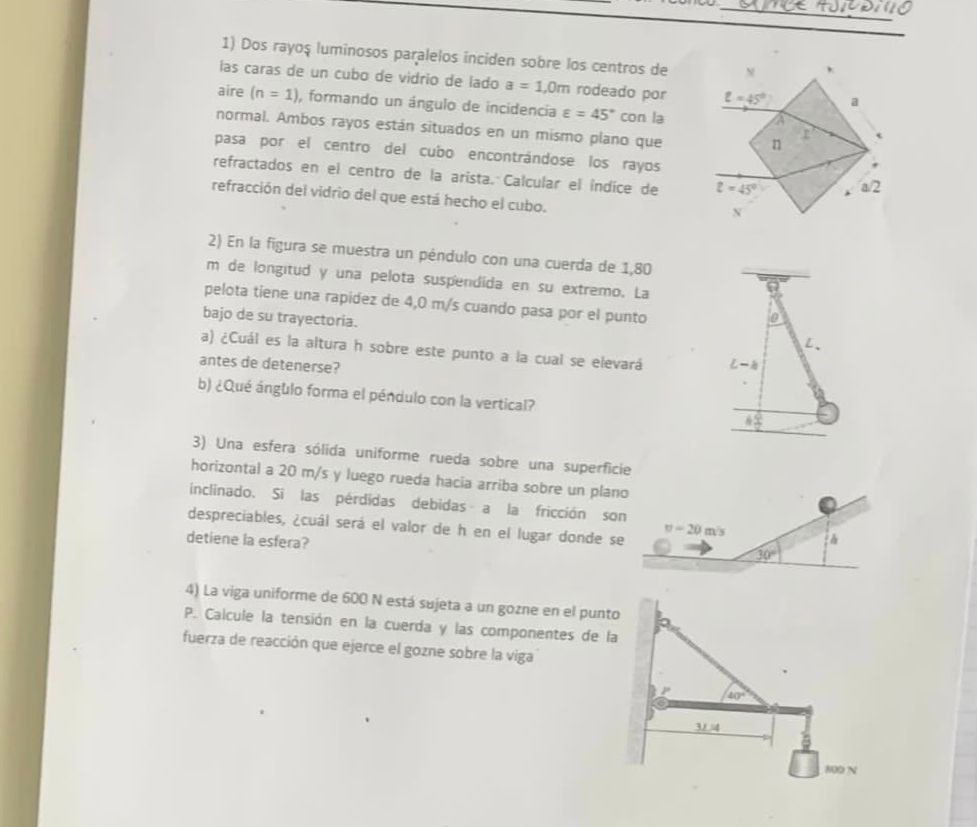 1) Dos rayos luminosos paralelos inciden sobre los centros de
las caras de un cubo de vidrio de lado a = 1,0m rodeado por
aire (n = 1), formando un ángulo de incidencia ε = 45° con la
normal. Ambos rayos están situados en un mismo plano que
pasa por el centro del cubo encontrándose los rayos
refractados en el centro de la arista. Calcular el índice de
refracción del vidrio del que está hecho el cubo.
N
ε = 45°
a
A
n
ε = 45°
a/2
N
2) En la figura se muestra un péndulo con una cuerda de 1,80
m de longitud y una pelota suspendida en su extremo. La
pelota tiene una rapidez de 4,0 m/s cuando pasa por el punto
bajo de su trayectoria.
a) ¿Cuál es la altura h sobre este punto a la cual se elevará
antes de detenerse?
b) ¿Qué ángulo forma el péndulo con la vertical?
θ
L
L-h
h
3) Una esfera sólida uniforme rueda sobre una superficie
horizontal a 20 m/s y luego rueda hacia arriba sobre un plano
inclinado. Si las pérdidas debidas a la fricción son
despreciables, ¿cuál será el valor de h en el lugar donde se
detiene la esfera?
v = 20 m/s
30°
h
4) La viga uniforme de 600 N está sujeta a un gozne en el punto
P. Calcule la tensión en la cuerda y las componentes de la
fuerza de reacción que ejerce el gozne sobre la viga
P
40°
3L/4
800 N